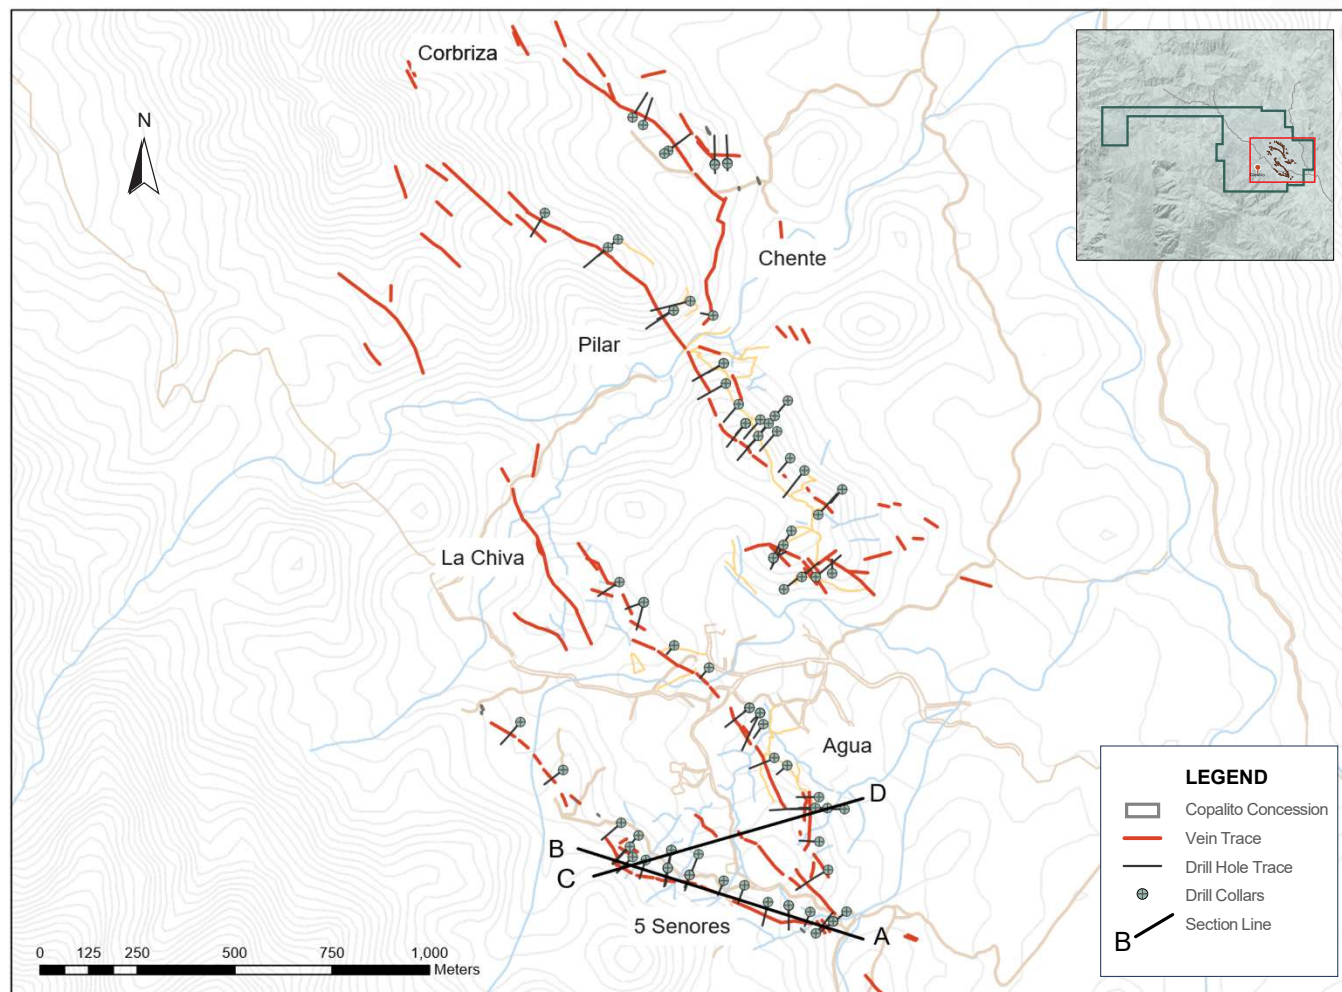 Corbriza
N
Chente
Pilar
La Chiva
Agua
D
B
C
5 Senores
A
0 125 250 500 750 1,000
Meters
LEGEND
Copalito Concession
Vein Trace
Drill Hole Trace
Drill Collars
Section Line
B